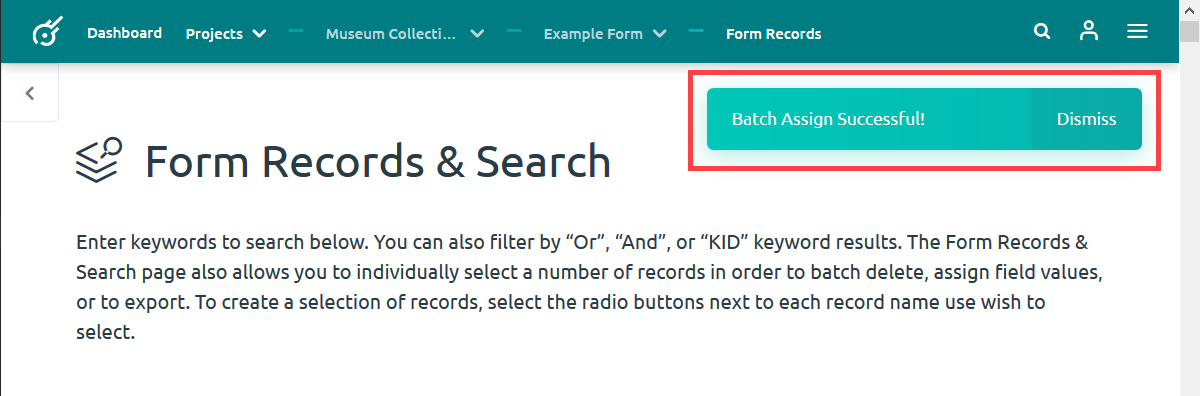 Dashboard Projects Museum Collecti... Example Form Form Records
Batch Assign Successful! Dismiss
Form Records & Search
Enter keywords to search below. You can also filter by “Or”, “And”, or “KID” keyword results. The Form Records &
Search page also allows you to individually select a number of records in order to batch delete, assign field values,
or to export. To create a selection of records, select the radio buttons next to each record name use wish to
select.